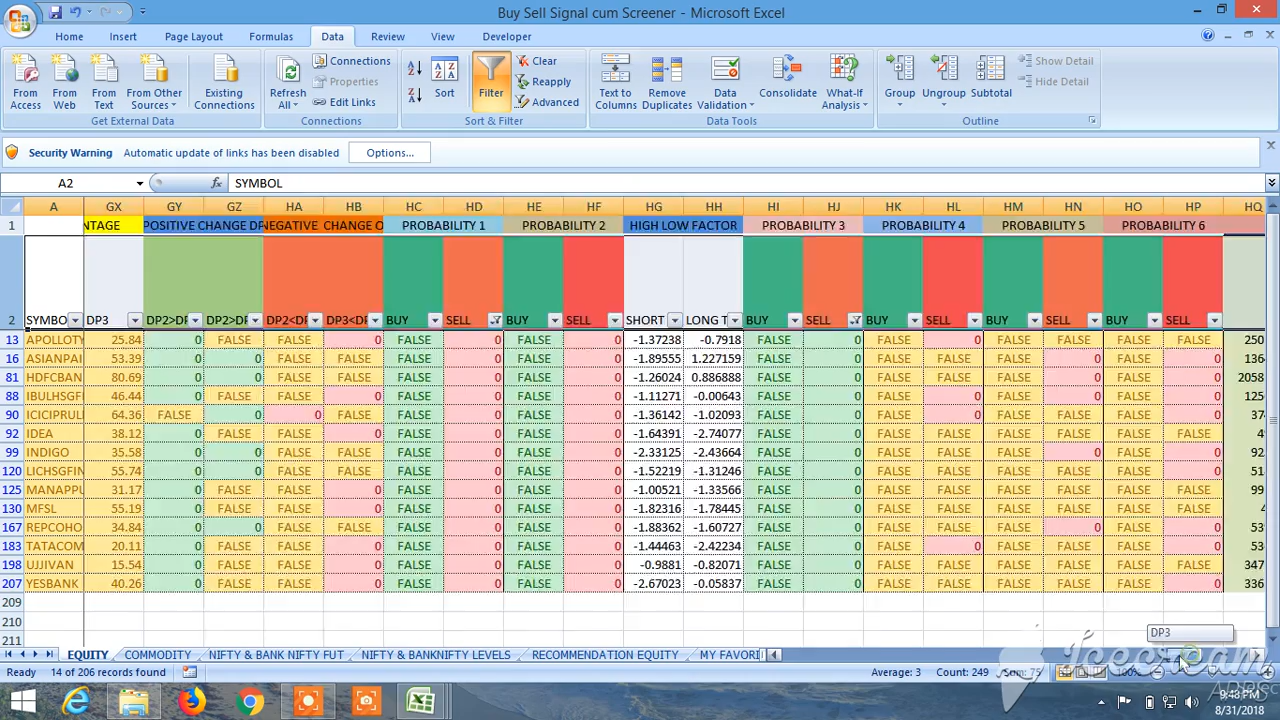 Buy Sell Signal cum Screener - Microsoft Excel
Home Insert Page Layout Formulas Data Review View Developer
From Access
From Web
From Text
From Other Sources
Existing Connections
Get External Data
Refresh All
Connections
Properties
Edit Links
Connections
Sort
Filter
Clear
Reapply
Advanced
Sort & Filter
Text to Columns
Remove Duplicates
Data Validation
Consolidate
What-If Analysis
Data Tools
Group
Ungroup
Subtotal
Show Detail
Hide Detail
Outline
Security Warning Automatic update of links has been disabled Options...
A2 fx SYMBOL
A GX GY GZ HA HB HC HD HE HF HG HH HI HJ HK HL HM HN HO HP HQ
1 NTAGE POSITIVE CHANGE DF NEGATIVE CHANGE O PROBABILITY 1 PROBABILITY 2 HIGH LOW FACTOR PROBABILITY 3 PROBABILITY 4 PROBABILITY 5 PROBABILITY 6
2 SYMBO DP3 DP2>DP DP2>DP DP2<DP DP3<DP BUY SELL BUY SELL SHORT LONG T BUY SELL BUY SELL BUY SELL BUY SELL
13 APOLLOTY 25.84 0 FALSE FALSE 0 FALSE 0 FALSE 0 -1.37238 -0.7918 FALSE 0 FALSE 0 FALSE FALSE FALSE FALSE 250
16 ASIANPAI 53.39 0 0 FALSE FALSE FALSE 0 FALSE 0 -1.89555 1.227159 FALSE 0 FALSE FALSE FALSE 0 FALSE 0 136
81 HDFCBAN 80.69 0 0 FALSE FALSE FALSE 0 FALSE 0 -1.26024 0.886888 FALSE 0 FALSE FALSE FALSE 0 FALSE 0 2058
88 IBULHSGF 46.44 0 FALSE FALSE 0 FALSE 0 FALSE 0 -1.11271 -0.00643 FALSE 0 FALSE 0 FALSE 0 FALSE 0 125
90 ICICIPRUL 64.36 FALSE 0 0 FALSE FALSE 0 FALSE 0 -1.36142 -1.02093 FALSE 0 FALSE 0 FALSE FALSE FALSE 0 37
92 IDEA 38.12 0 FALSE FALSE 0 FALSE 0 FALSE 0 -1.64391 -2.74077 FALSE 0 FALSE FALSE FALSE FALSE FALSE FALSE 4
99 INDIGO 35.58 0 0 FALSE FALSE FALSE 0 FALSE 0 -2.33125 -2.43664 FALSE 0 FALSE FALSE FALSE 0 FALSE 0 92
120 LICHSGFIN 55.74 0 0 FALSE FALSE FALSE 0 FALSE 0 -1.52219 -1.31246 FALSE 0 FALSE FALSE FALSE FALSE FALSE 0 51
125 MANAPPU 31.17 0 FALSE FALSE 0 FALSE 0 FALSE 0 -1.00521 -1.33566 FALSE 0 FALSE FALSE FALSE FALSE FALSE FALSE 99
130 MFSL 55.19 0 FALSE FALSE 0 FALSE 0 FALSE 0 -1.82318 -1.78445 FALSE 0 FALSE FALSE FALSE FALSE FALSE FALSE 4
167 REPCOHO 34.84 0 0 FALSE FALSE FALSE 0 FALSE 0 -1.88362 -1.60727 FALSE 0 FALSE FALSE FALSE 0 FALSE 0 53
183 TATACOM 20.11 0 FALSE FALSE 0 FALSE 0 FALSE 0 -1.44463 -2.42234 FALSE 0 FALSE 0 FALSE FALSE FALSE FALSE 53
198 UJJIVAN 15.54 0 FALSE FALSE 0 FALSE 0 FALSE 0 -0.9881 -0.82071 FALSE 0 FALSE FALSE FALSE FALSE FALSE FALSE 347
207 YESBANK 40.26 0 FALSE FALSE 0 FALSE 0 FALSE 0 -2.67023 -0.05837 FALSE 0 FALSE FALSE FALSE FALSE FALSE 0 336
209
210
211
DP3
EQUITY COMMODITY NIFTY & BANK NIFTY FUT NIFTY & BANKNIFTY LEVELS RECOMMENDATION EQUITY MY FAVORI
Ready 14 of 206 records found Average: 3 Count: 249 Sum: 75 100%
Icecream
APPS
9:43 PM
8/31/2018